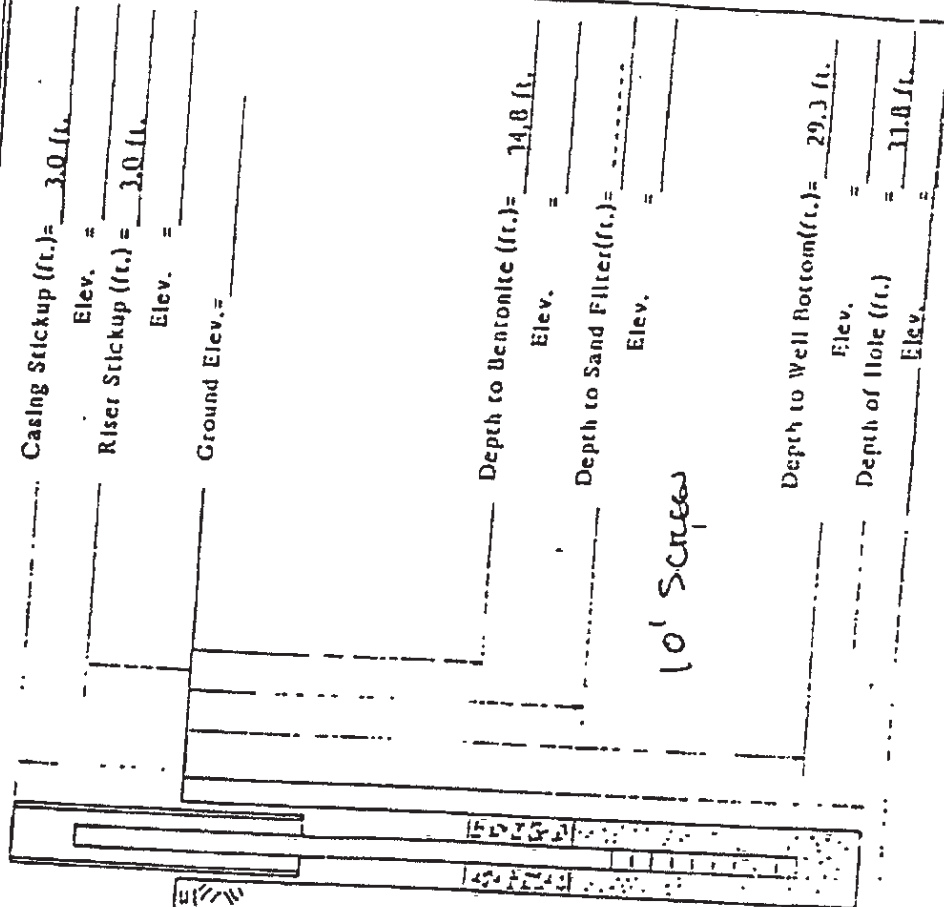 Casing Stickup (ft.)= 3.0 ft.
Elev. =
Riser Stickup (ft.) = 3.0 ft.
Elev. =
Ground Elev.=
Depth to Bentonite (ft.)= 14.8 ft.
Elev. =
Depth to Sand Filter(ft.)= -------
Elev. =
10' Screen
Depth to Well Bottom(ft.)= 29.3 ft.
Elev. =
Depth of Hole (ft.) = 31.8 ft.
Elev. =